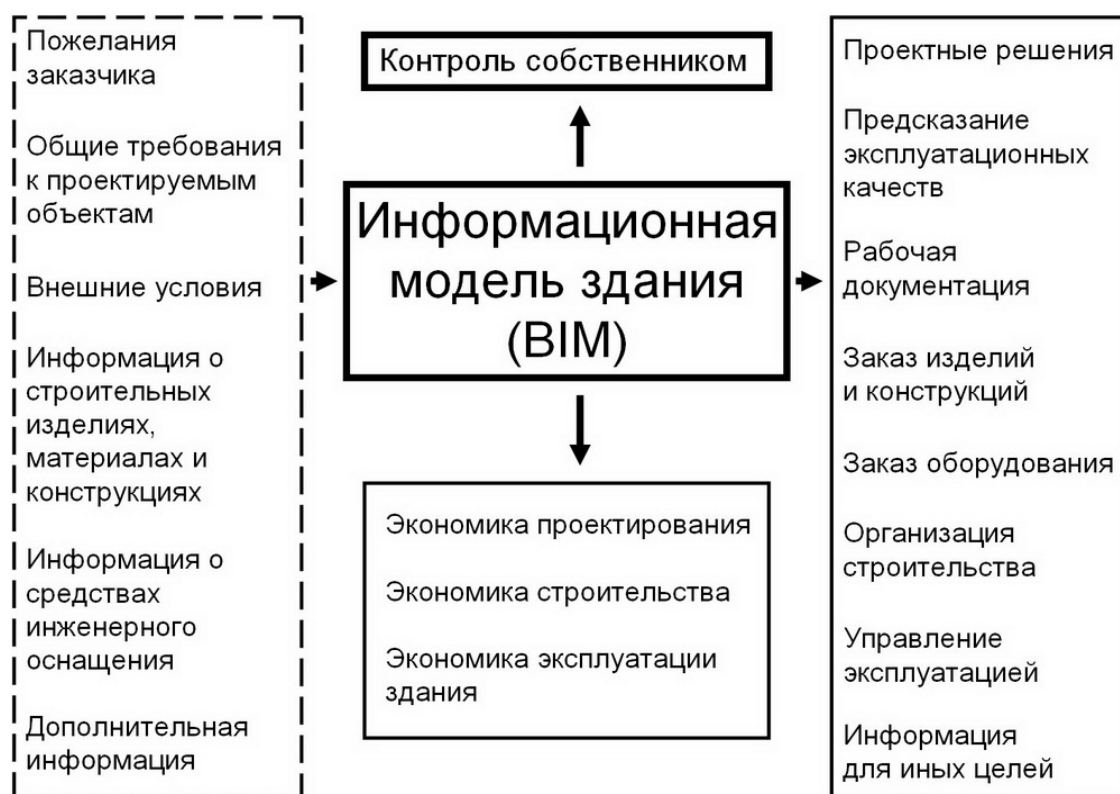 Пожелания
заказчика
Общие требования
к проектируемым
объектам
Внешние условия
Информация о
строительных
изделиях,
материалах и
конструкциях
Информация о
средствах
инженерного
оснащения
Дополнительная
информация
Контроль собственником
Информационная
модель здания
(BIM)
Экономика проектирования
Экономика строительства
Экономика эксплуатации
здания
Проектные решения
Предсказание
эксплуатационных
качеств
Рабочая
документация
Заказ изделий
и конструкций
Заказ оборудования
Организация
строительства
Управление
эксплуатацией
Информация
для иных целей